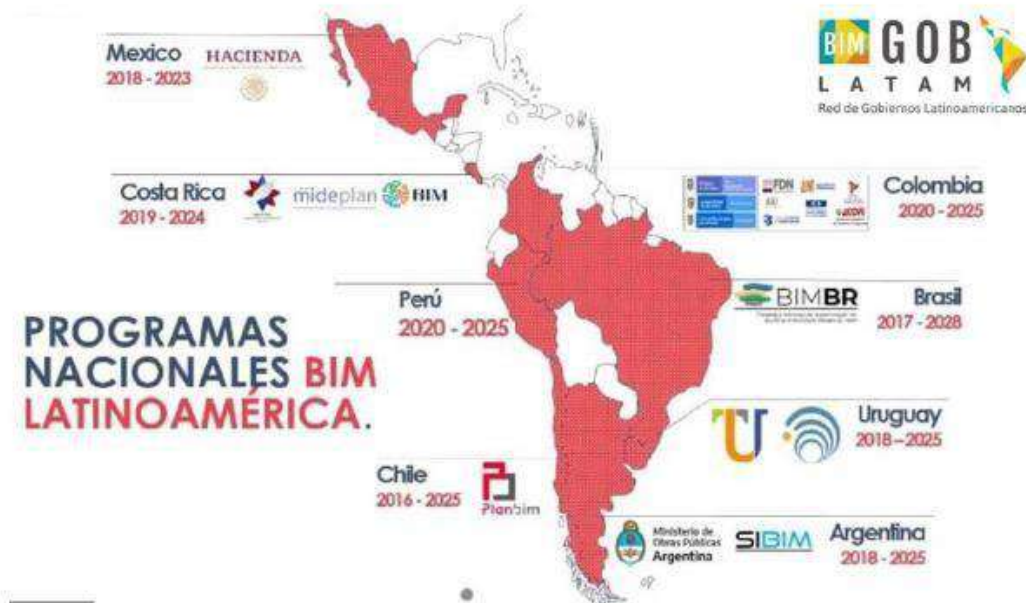 BIM GOB
LATAM
Red de Gobiernos Latinoamericanos
Mexico
2018 - 2023
HACIENDA
Costa Rica
2019 - 2024
mideplan
BIM
FDN
Colombia
2020 - 2025
Perú
2020 - 2025
BIMBR
Brasil
2017 - 2028
PROGRAMAS
NACIONALES BIM
LATINOAMÉRICA.
Uruguay
2018 – 2025
Chile
2016 - 2025
Planbim
Ministerio de
Obras Públicas
Argentina
SIBIM
Argentina
2018 - 2025